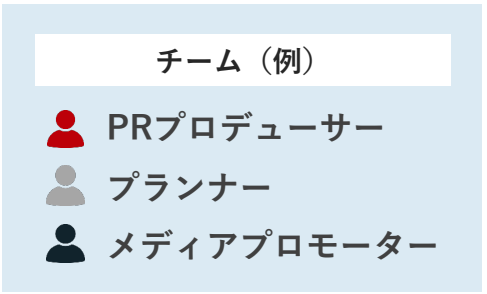 チーム（例）
PRプロデューサー
プランナー
メディアプロモーター